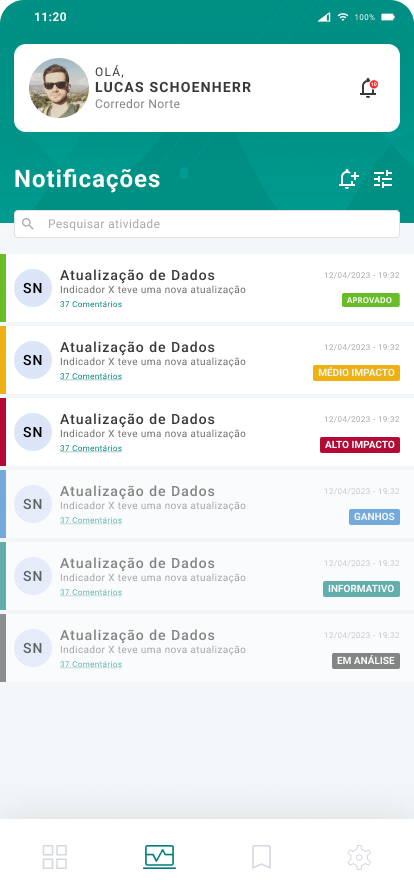 11:20
100%
OLÁ,
LUCAS SCHOENHERR
Corredor Norte
10
Notificações
Pesquisar atividade
SN
Atualização de Dados
12/04/2023 - 19:32
Indicador X teve uma nova atualização
37 Comentários
APROVADO
SN
Atualização de Dados
12/04/2023 - 19:32
Indicador X teve uma nova atualização
37 Comentários
MÉDIO IMPACTO
SN
Atualização de Dados
12/04/2023 - 19:32
Indicador X teve uma nova atualização
37 Comentários
ALTO IMPACTO
SN
Atualização de Dados
12/04/2023 - 19:32
Indicador X teve uma nova atualização
37 Comentários
GANHOS
SN
Atualização de Dados
12/04/2023 - 19:32
Indicador X teve uma nova atualização
37 Comentários
INFORMATIVO
SN
Atualização de Dados
12/04/2023 - 19:32
Indicador X teve uma nova atualização
37 Comentários
EM ANÁLISE